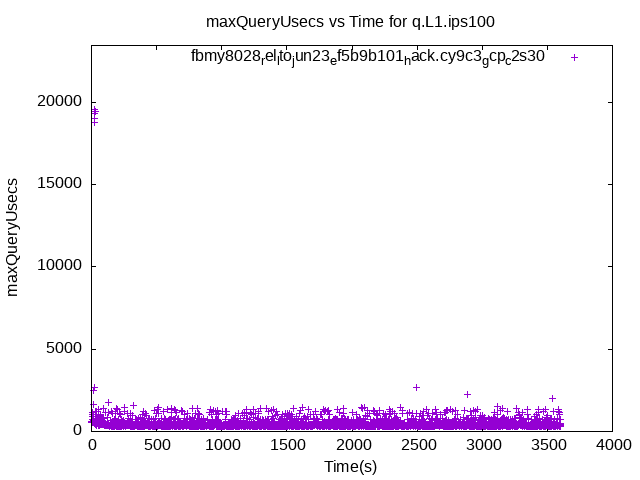 maxQueryUsecs vs Time for q.L1.ips100
fbmy8028relltojun23ef5b9b101hack.cy9c3gcpc2s30
20000
15000
10000
5000
0
maxQueryUsecs
0 500 1000 1500 2000 2500 3000 3500 4000
Time(s)